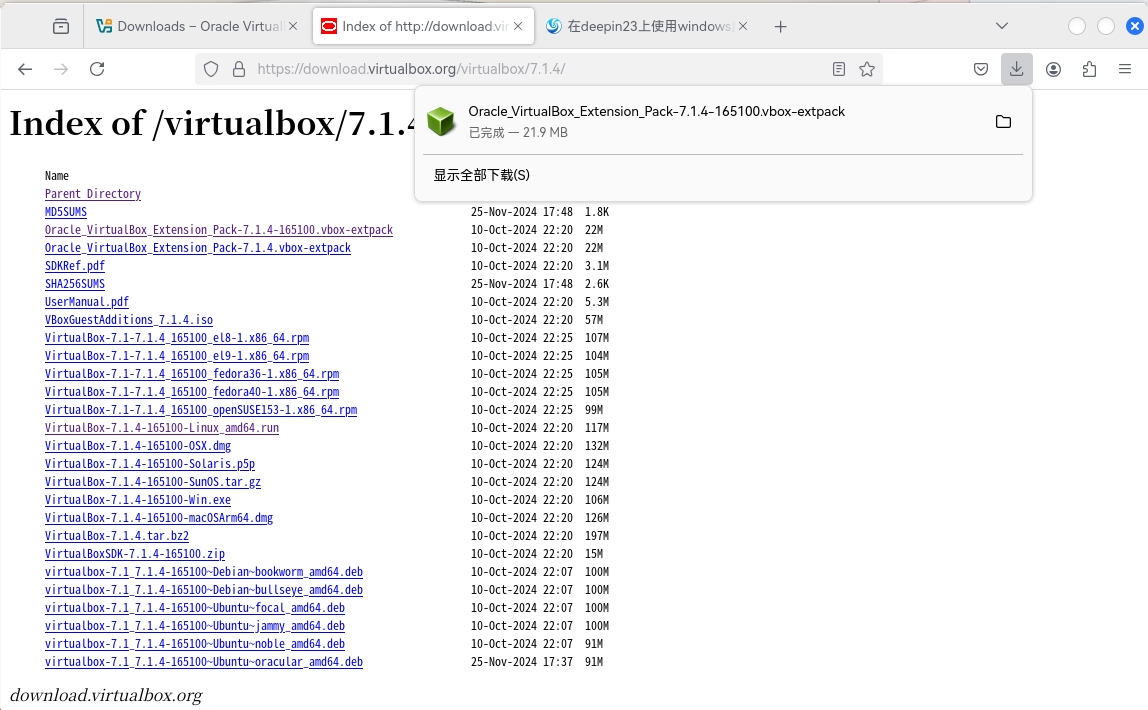 Downloads – Oracle Virtual
Index of http://download.vir
在deepin23上使用windows
https://download.virtualbox.org/virtualbox/7.1.4/
Oracle_VirtualBox_Extension_Pack-7.1.4-165100.vbox-extpack
已完成 — 21.9 MB
显示全部下载(S)
Index of /virtualbox/7.1.4
Name
Parent Directory
MD5SUMS 25-Nov-2024 17:48 1.8K
Oracle_VirtualBox_Extension_Pack-7.1.4-165100.vbox-extpack 10-Oct-2024 22:20 22M
Oracle_VirtualBox_Extension_Pack-7.1.4.vbox-extpack 10-Oct-2024 22:20 22M
SDKRef.pdf 10-Oct-2024 22:20 3.1M
SHA256SUMS 25-Nov-2024 17:48 2.6K
UserManual.pdf 10-Oct-2024 22:20 5.3M
VBoxGuestAdditions_7.1.4.iso 10-Oct-2024 22:20 57M
VirtualBox-7.1-7.1.4_165100_el8-1.x86_64.rpm 10-Oct-2024 22:25 107M
VirtualBox-7.1-7.1.4_165100_el9-1.x86_64.rpm 10-Oct-2024 22:25 104M
VirtualBox-7.1-7.1.4_165100_fedora36-1.x86_64.rpm 10-Oct-2024 22:25 105M
VirtualBox-7.1-7.1.4_165100_fedora40-1.x86_64.rpm 10-Oct-2024 22:25 105M
VirtualBox-7.1-7.1.4_165100_openSUSE153-1.x86_64.rpm 10-Oct-2024 22:25 99M
VirtualBox-7.1.4-165100-Linux_amd64.run 10-Oct-2024 22:20 117M
VirtualBox-7.1.4-165100-OSX.dmg 10-Oct-2024 22:20 132M
VirtualBox-7.1.4-165100-Solaris.p5p 10-Oct-2024 22:20 124M
VirtualBox-7.1.4-165100-SunOS.tar.gz 10-Oct-2024 22:20 124M
VirtualBox-7.1.4-165100-Win.exe 10-Oct-2024 22:20 106M
VirtualBox-7.1.4-165100-macOSArm64.dmg 10-Oct-2024 22:20 126M
VirtualBox-7.1.4.tar.bz2 10-Oct-2024 22:20 197M
VirtualBoxSDK-7.1.4-165100.zip 10-Oct-2024 22:20 15M
virtualbox-7.1_7.1.4-165100~Debian~bookworm_amd64.deb 10-Oct-2024 22:07 100M
virtualbox-7.1_7.1.4-165100~Debian~bullseye_amd64.deb 10-Oct-2024 22:07 100M
virtualbox-7.1_7.1.4-165100~Ubuntu~focal_amd64.deb 10-Oct-2024 22:07 100M
virtualbox-7.1_7.1.4-165100~Ubuntu~jammy_amd64.deb 10-Oct-2024 22:07 100M
virtualbox-7.1_7.1.4-165100~Ubuntu~noble_amd64.deb 10-Oct-2024 22:07 91M
virtualbox-7.1_7.1.4-165100~Ubuntu~oracular_amd64.deb 25-Nov-2024 17:37 91M
download.virtualbox.org